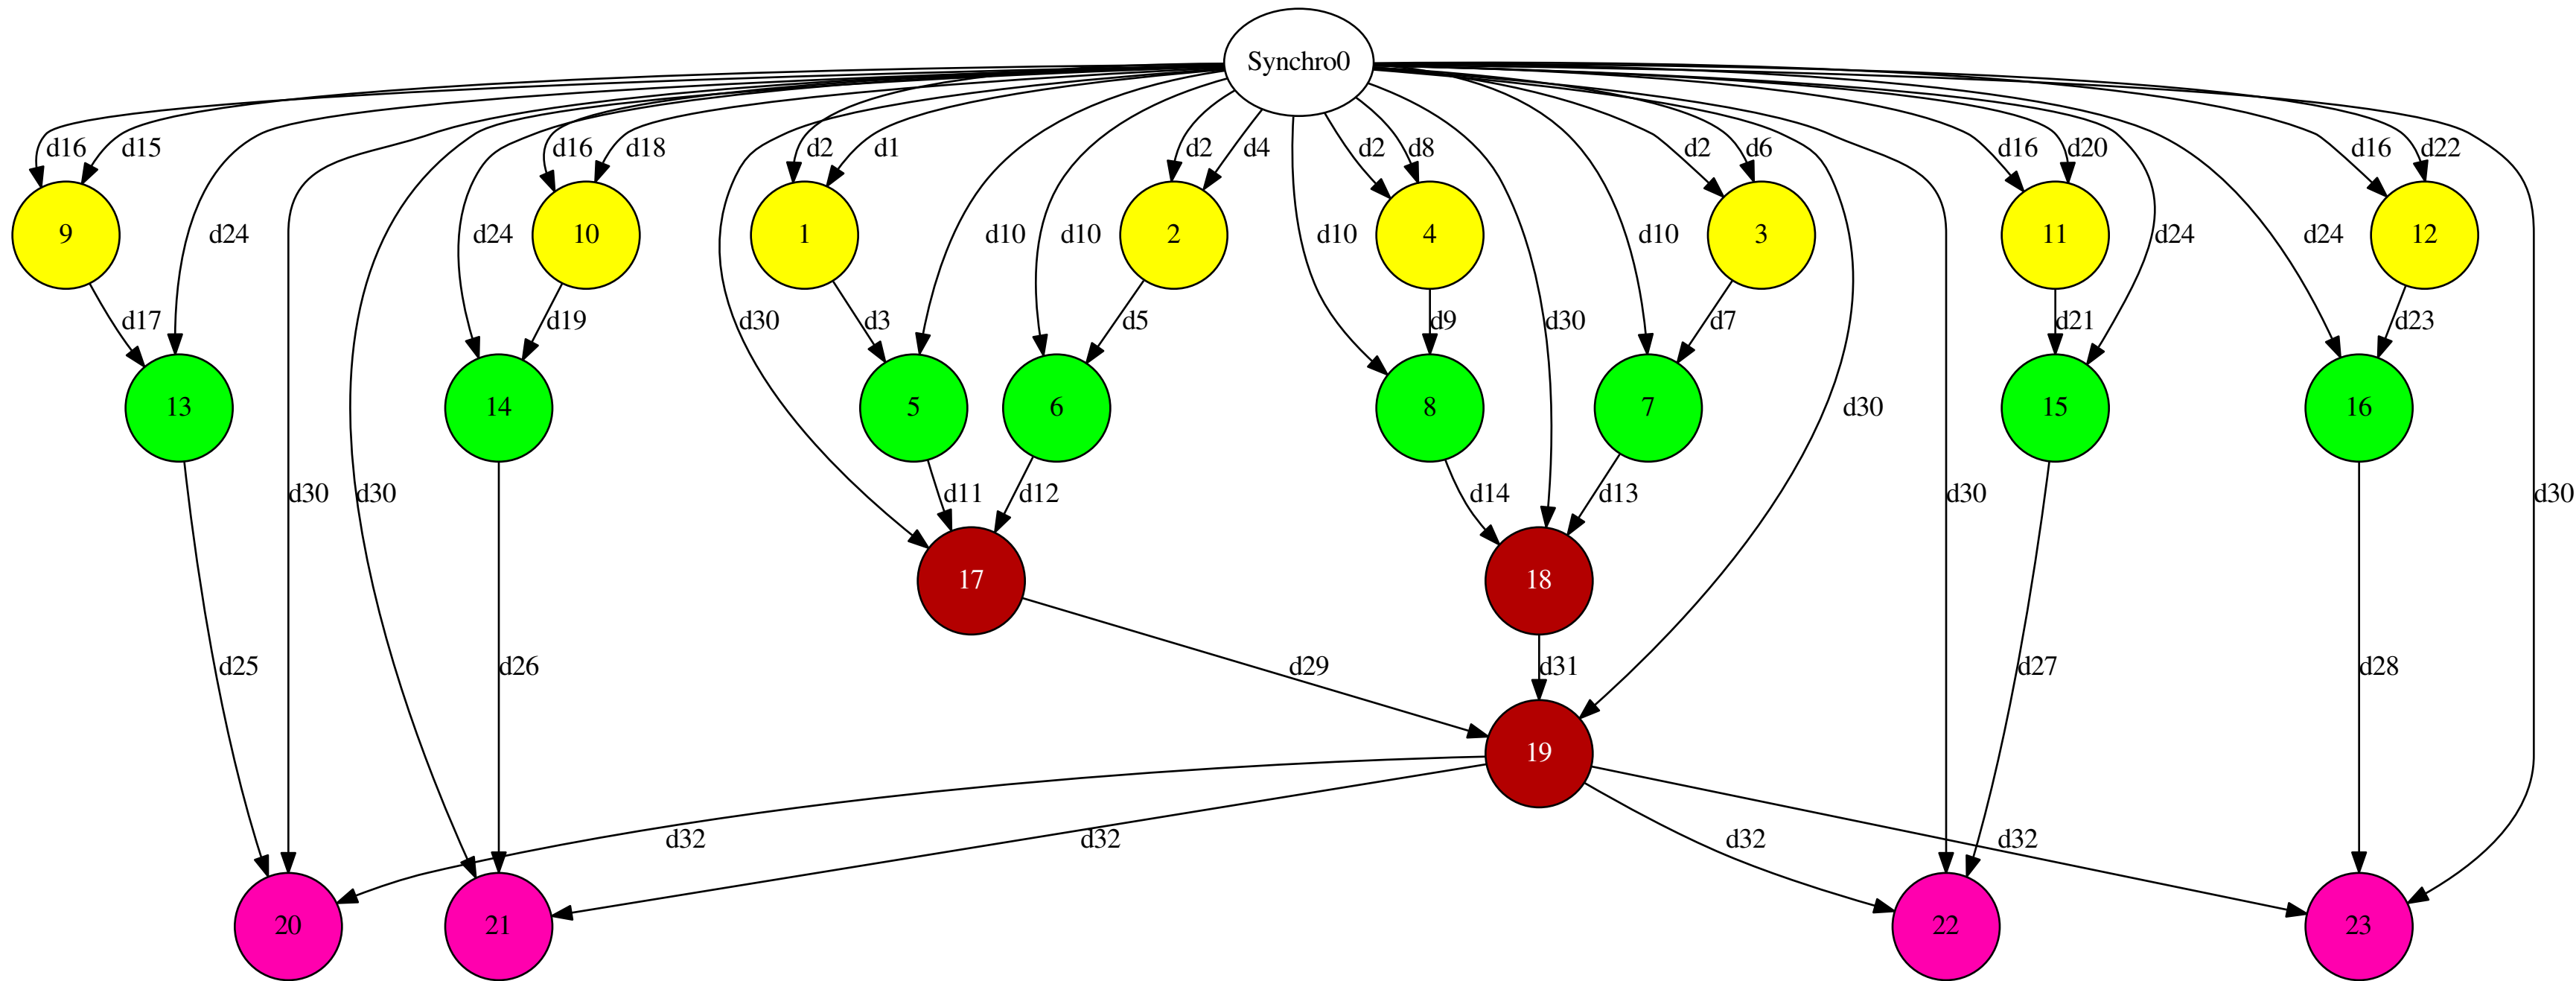 Synchro0
d16 d15 d16 d18 d2 d1 d2 d4 d2 d8 d2 d6 d16 d20 d16 d22
9 d24 d24 10 1 d10 d10 2 d10 4 d10 3 11 d24 d24 12
d17 d19 d30 d3 d5 d9 d30 d7 d21 d23
13 14 5 6 8 7 d30 15 16
d30 d30 d11 d12 d14 d13 d30 d30
17 18
d25 d26 d29 d31 d27 d28
19
d32 d32 d32 d32
20 21 22 23